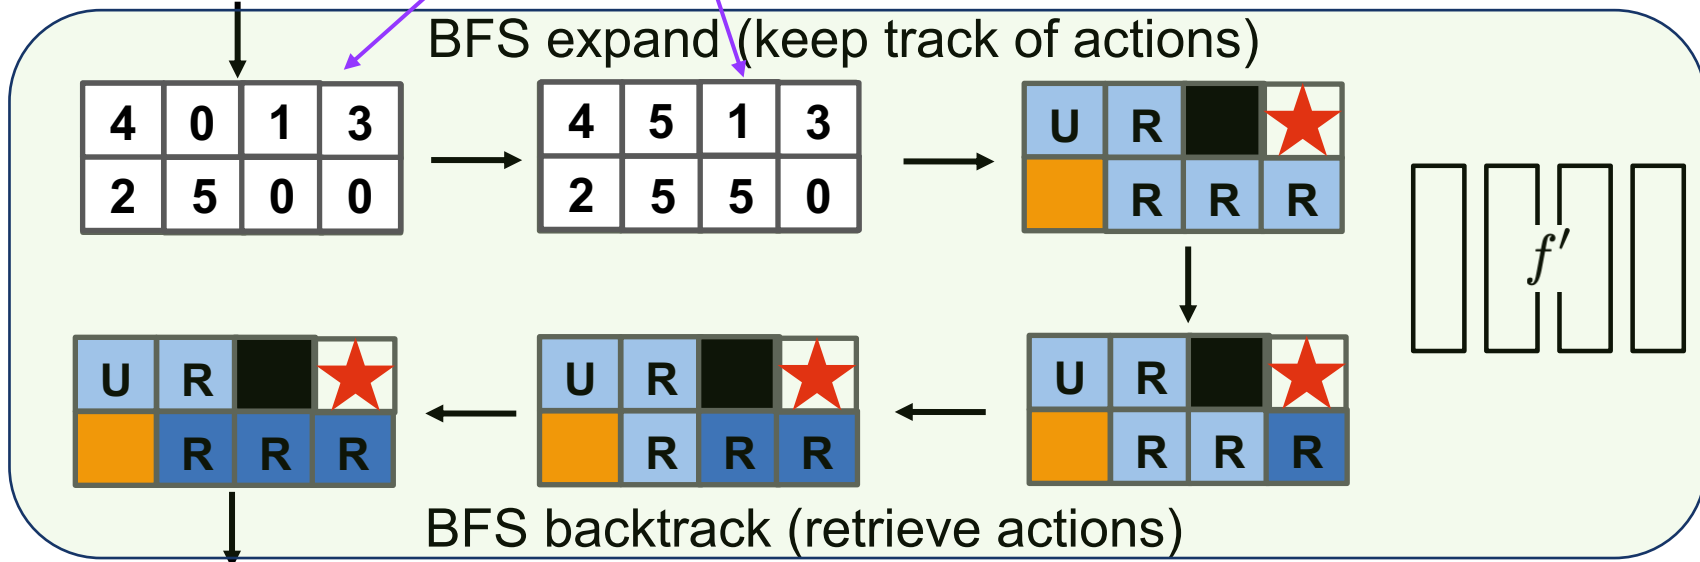 BFS expand (keep track of actions)
4 0 1 3
2 5 0 0
4 5 1 3
2 5 5 0
U R
R R R
f′
U R
R R R
U R
R R R
U R
R R R
BFS backtrack (retrieve actions)